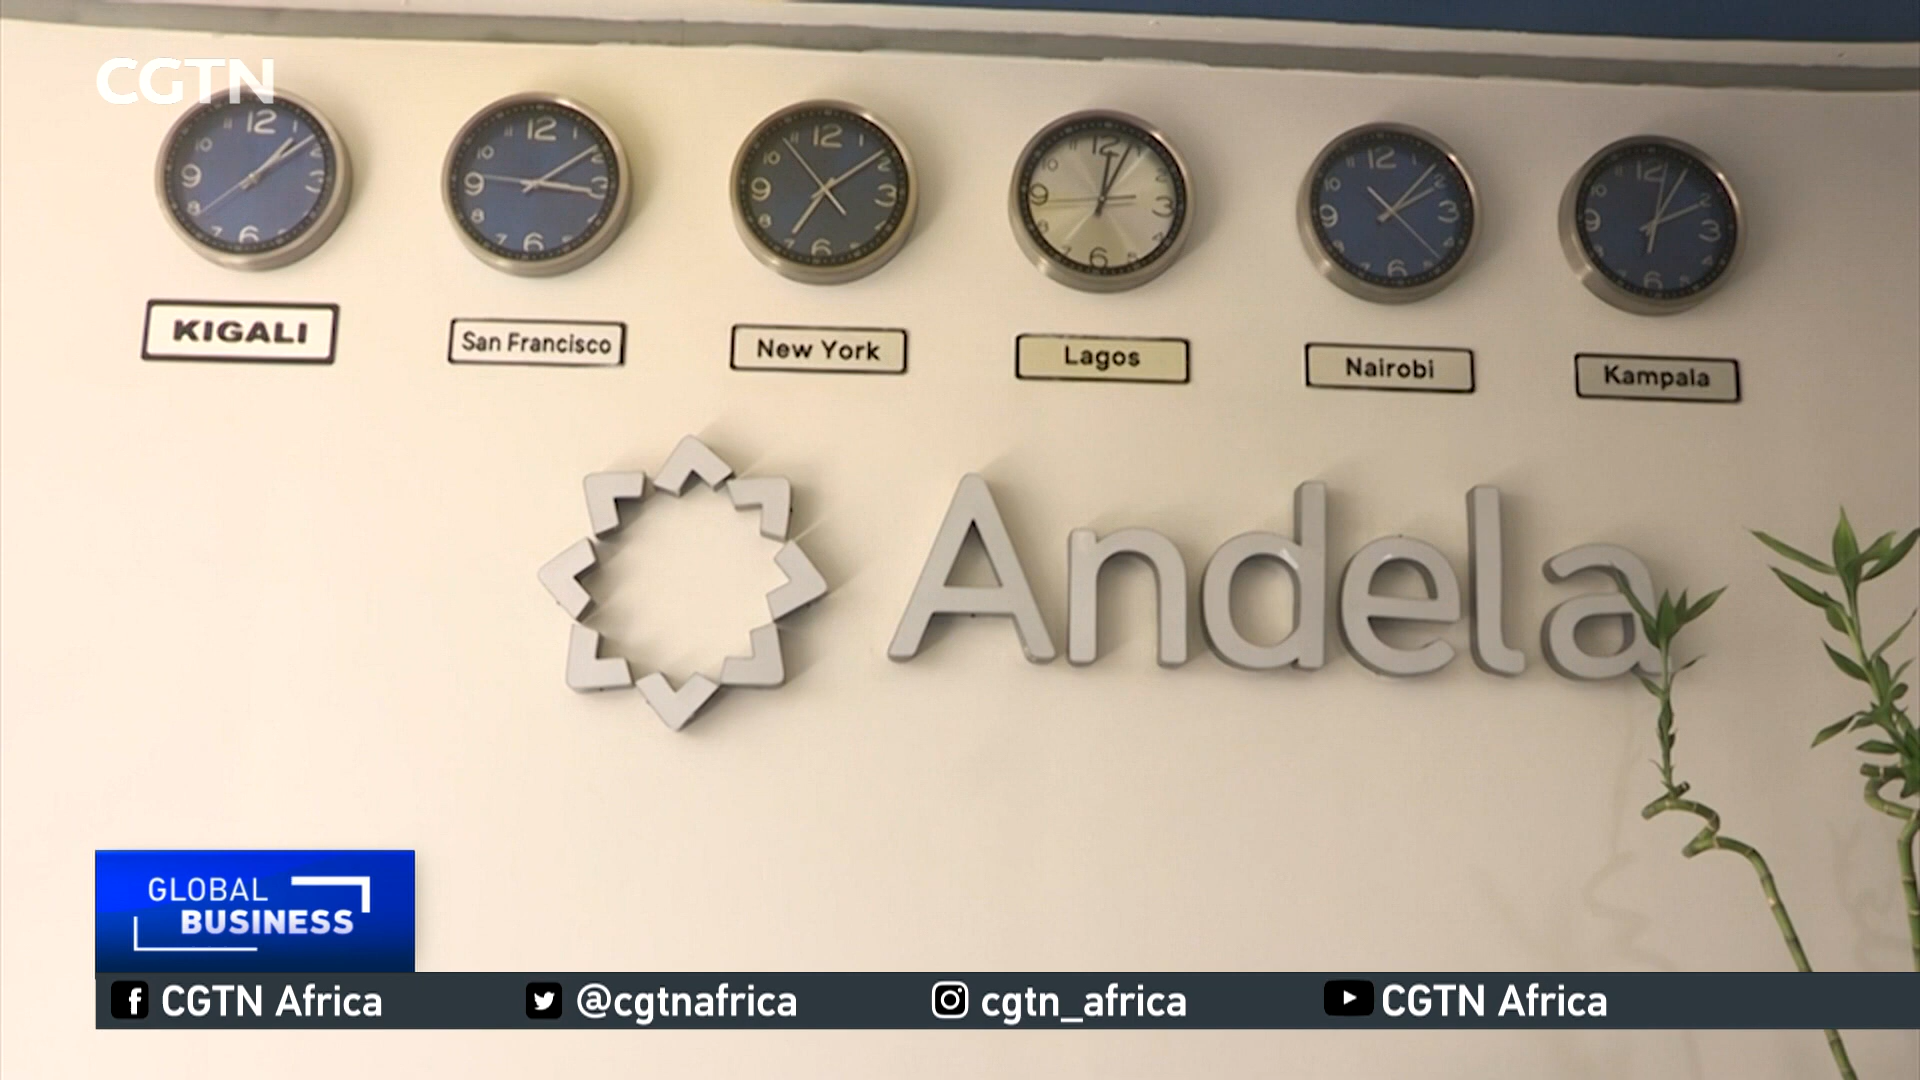 CGTN
KIGALI
San Francisco
New York
Lagos
Nairobi
Kampala
Andela
GLOBAL
BUSINESS
CGTN Africa
@cgtnafrica
cgtn_africa
CGTN Africa